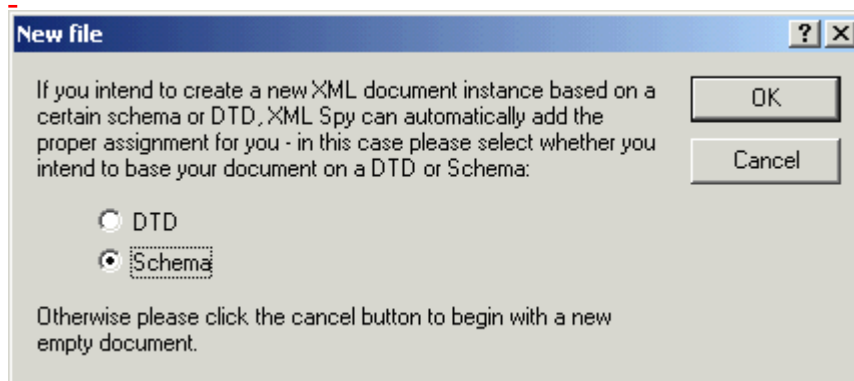 New file
If you intend to create a new XML document instance based on a
certain schema or DTD, XML Spy can automatically add the
proper assignment for you - in this case please select whether you
intend to base your document on a DTD or Schema:
OK
Cancel
DTD
Schema
Otherwise please click the cancel button to begin with a new
empty document.